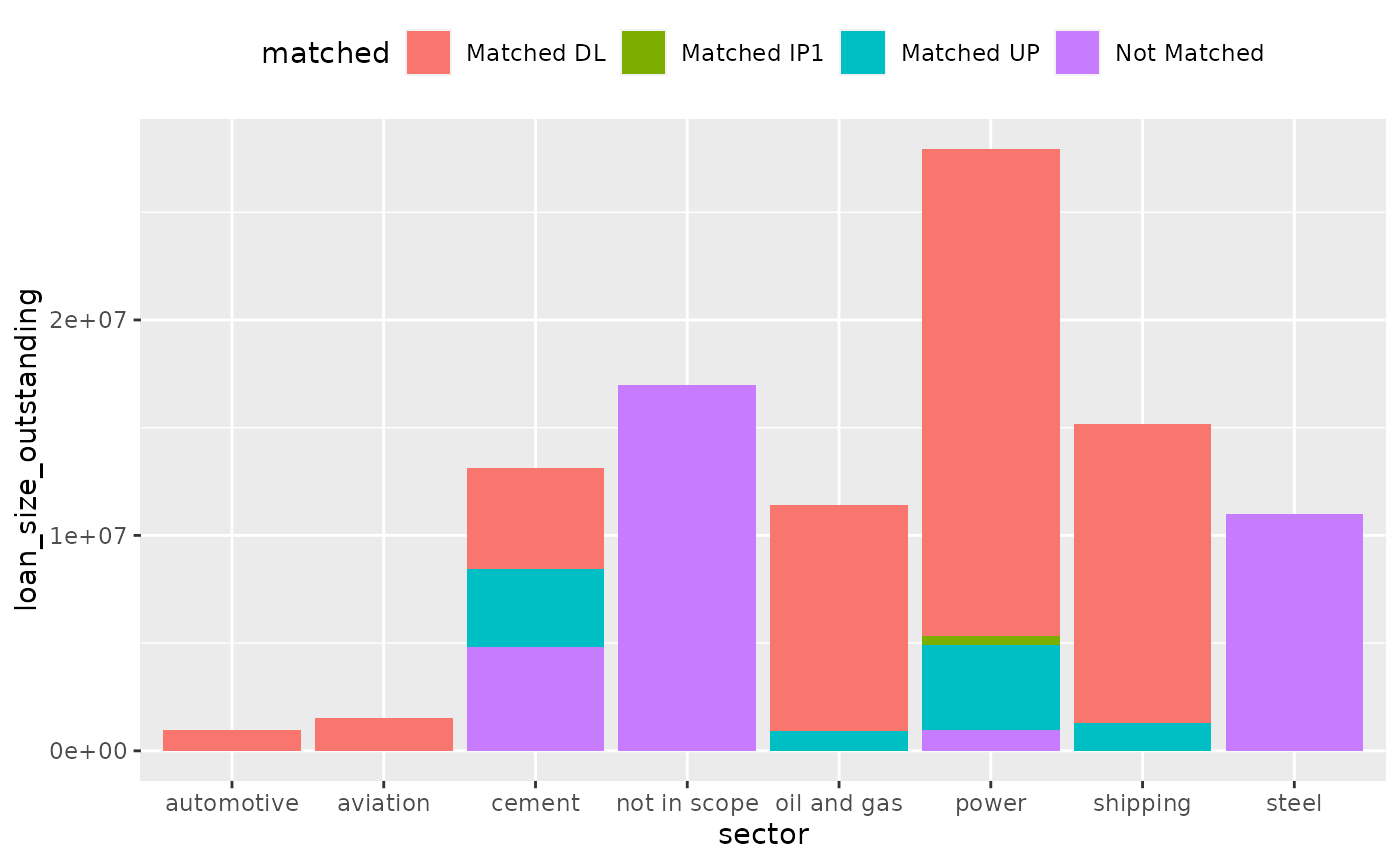 matched Matched DL Matched IP1 Matched UP Not Matched
loan_size_outstanding
2e+07
1e+07
0e+00
automotive aviation cement not in scope oil and gas power shipping steel
sector